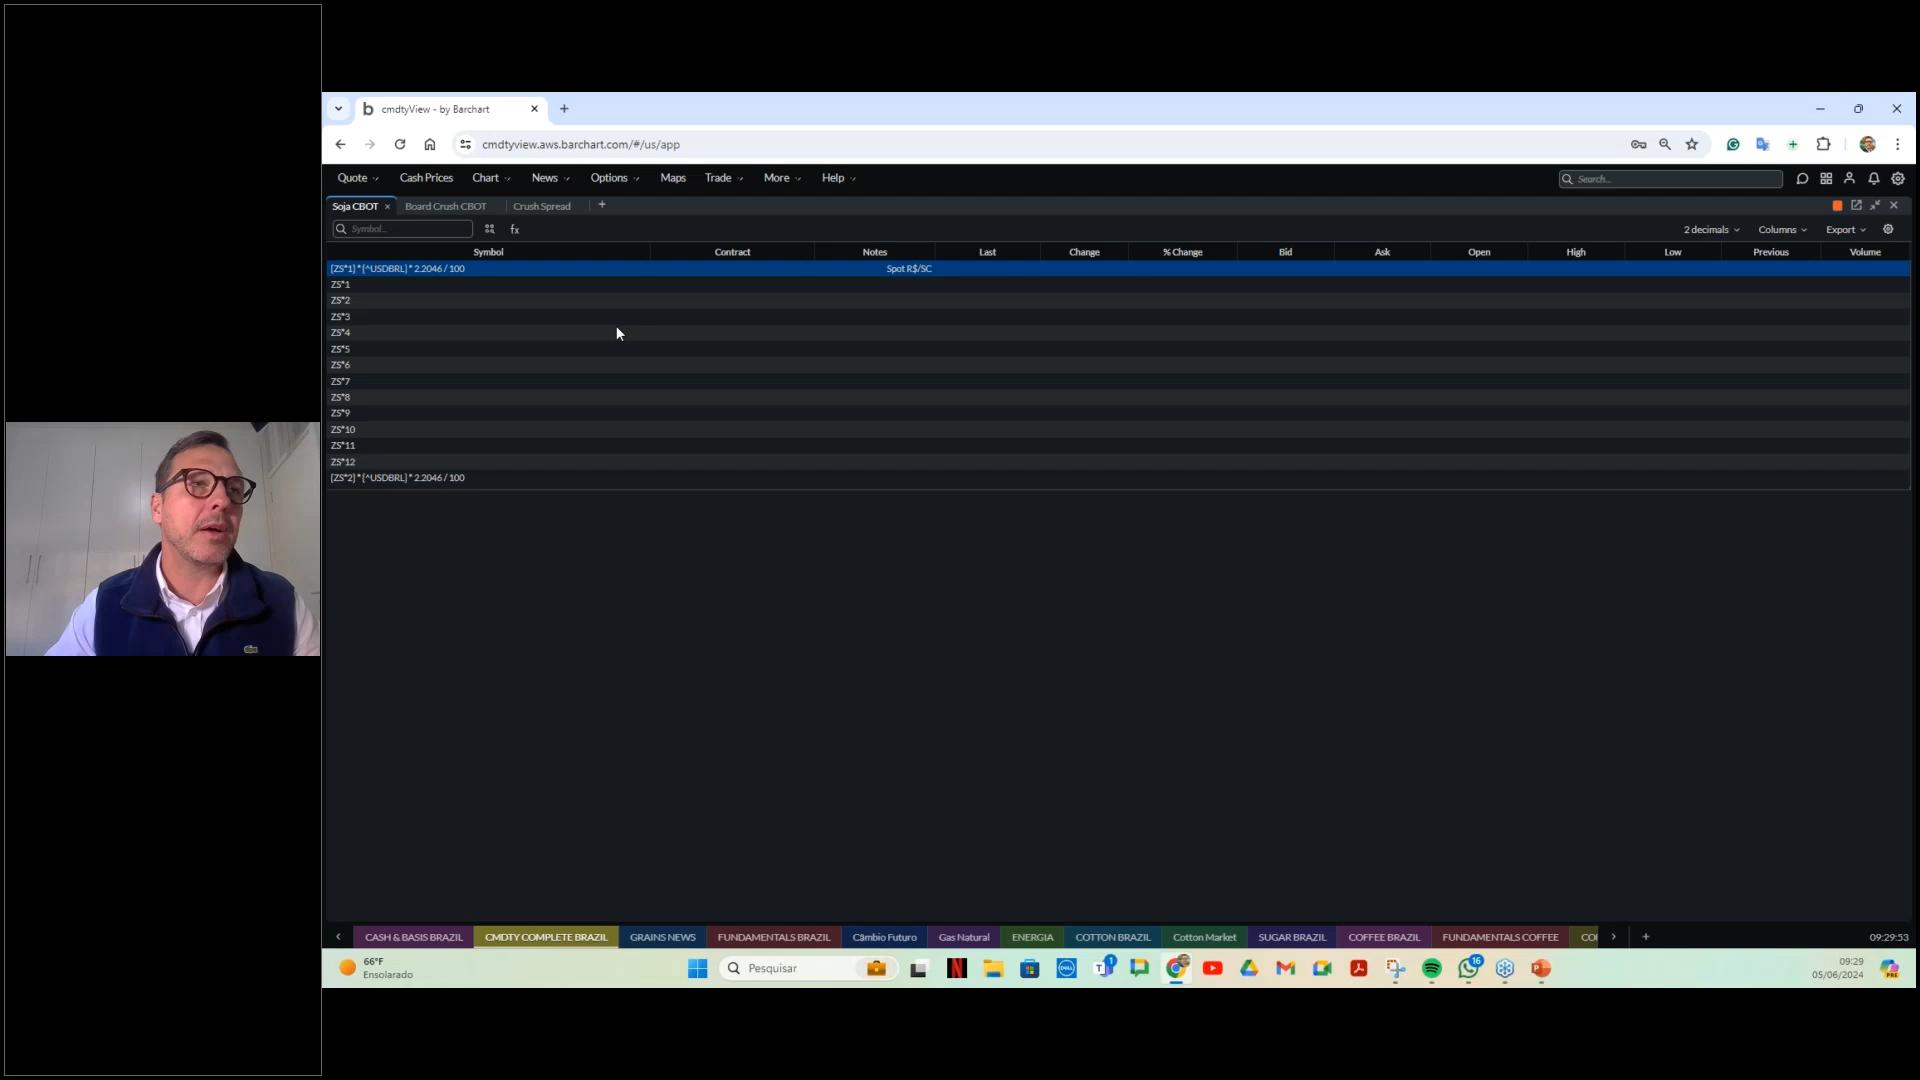 cmdtyView - by Barchart
cmdtyview.aws.barchart.com/#/us/app
Quote Cash Prices Chart News Options Maps Trade More Help Search...
Soja CBOT Board Crush CBOT Crush Spread
Symbol... fx 2 decimals Columns Export
Symbol Contract Notes Last Change % Change Bid Ask Open High Low Previous Volume
[ZS*1] * [^USDBRL] * 2.2046 / 100 Spot R$/SC
ZS*1
ZS*2
ZS*3
ZS*4
ZS*5
ZS*6
ZS*7
ZS*8
ZS*9
ZS*10
ZS*11
ZS*12
[ZS*2] * [^USDBRL] * 2.2046 / 100
CASH & BASIS BRAZIL CMDTY COMPLETE BRAZIL GRAINS NEWS FUNDAMENTALS BRAZIL Câmbio Futuro Gas Natural ENERGIA COTTON BRAZIL Cotton Market SUGAR BRAZIL COFFEE BRAZIL FUNDAMENTALS COFFEE 09:29:53
66°F
Ensolarado
Pesquisar
DELL
1
16
PRE
09:29
05/06/2024